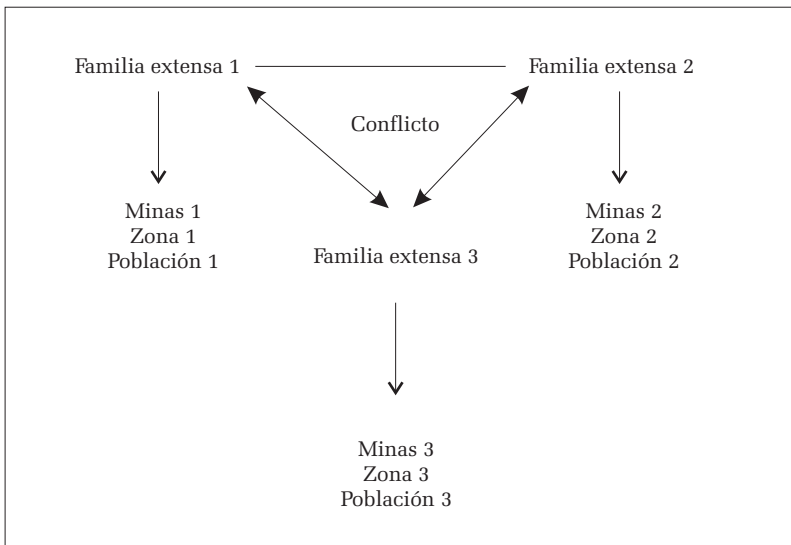 Familia extensa 1
Familia extensa 2
Conflicto
Minas 1
Zona 1
Población 1
Minas 2
Zona 2
Población 2
Familia extensa 3
Minas 3
Zona 3
Población 3